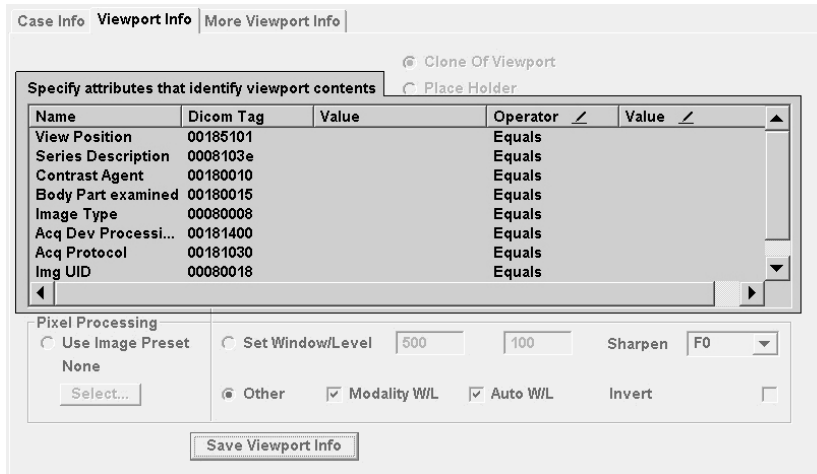 Case Info Viewport Info More Viewport Info
Clone Of Viewport
Specify attributes that identify viewport contents Place Holder
Name Dicom Tag Value Operator Value
View Position 00185101 Equals
Series Description 0008103e Equals
Contrast Agent 00180010 Equals
Body Part examined 00180015 Equals
Image Type 00080008 Equals
Acq Dev Processi... 00181400 Equals
Acq Protocol 00181030 Equals
Img UID 00080018 Equals
Pixel Processing
Use Image Preset Set Window/Level 500 100 Sharpen F0
None
Select... Other Modality W/L Auto W/L Invert
Save Viewport Info